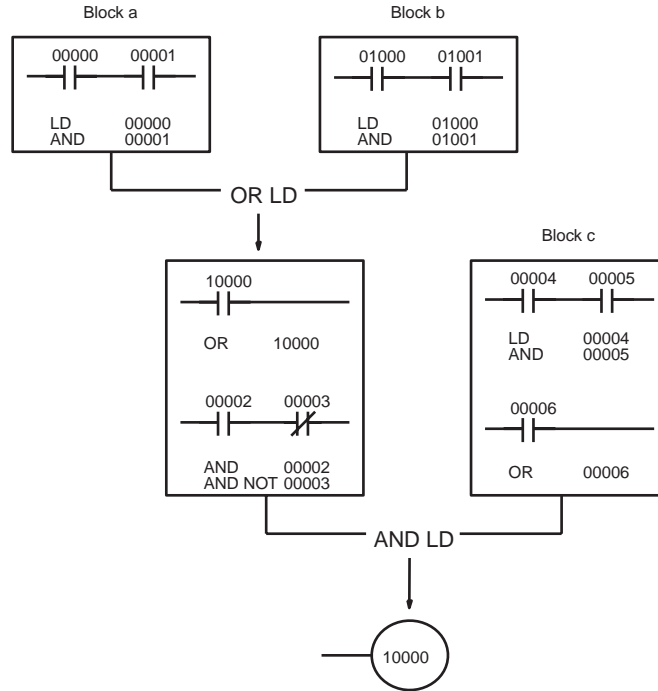 Block a
00000 00001
LD 00000
AND 00001
Block b
01000 01001
LD 01000
AND 01001
OR LD
10000
OR 10000
00002 00003
AND 00002
AND NOT 00003
Block c
00004 00005
LD 00004
AND 00005
00006
OR 00006
AND LD
10000